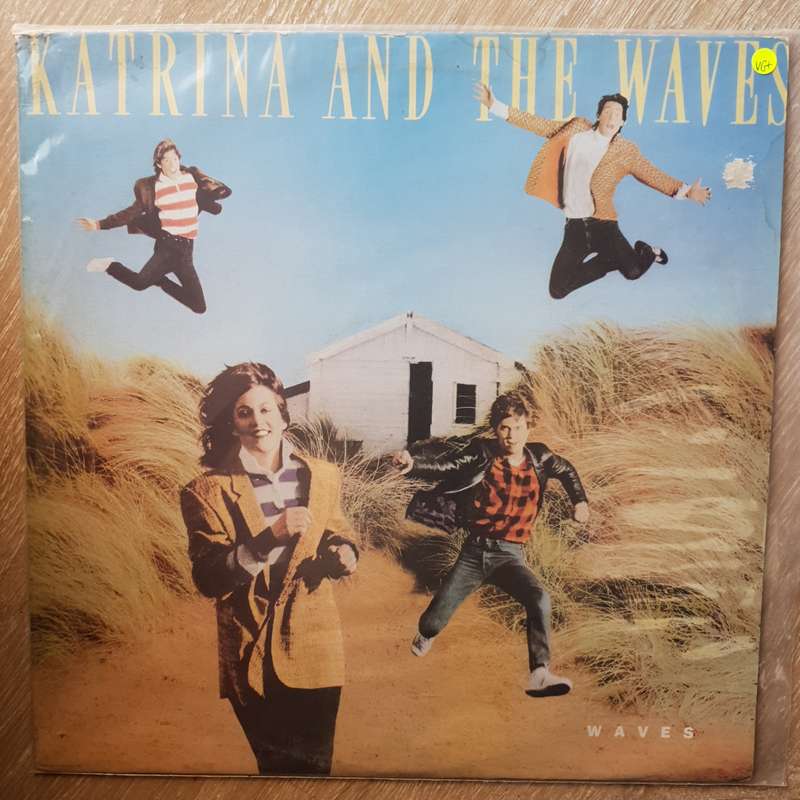 KATRINA AND THE WAVES
VG+
WAVES